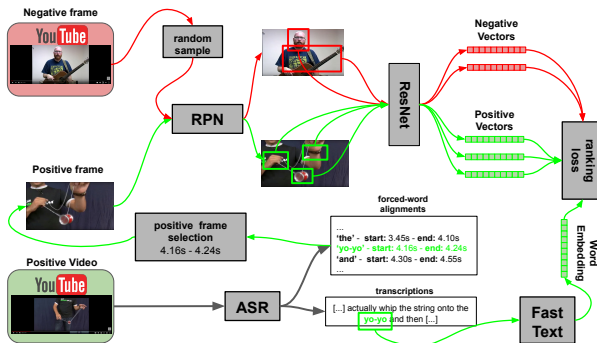 Negative frame
YouTube
random
sample
RPN
ResNet
Negative
Vectors
Positive
Vectors
ranking
loss
Positive frame
positive frame
selection
4.16s - 4.24s
forced-word
alignments
...
'the' - start: 3.45s - end: 4.10s
'yo-yo' - start: 4.16s - end: 4.24s
'and' - start: 4.30s - end: 4.55s
...
Word
Embedding
Positive Video
YouTube
ASR
transcriptions
[...] actually whip the string onto the
yo-yo and then [...]
Fast
Text